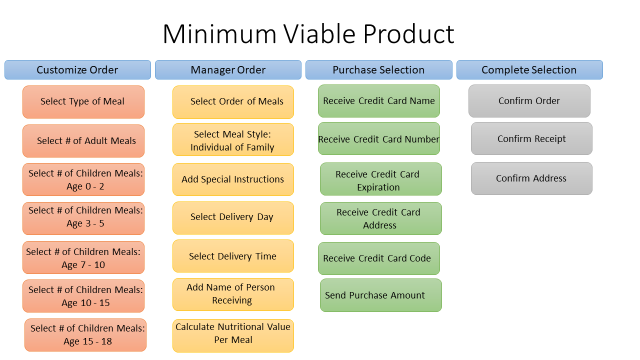 Minimum Viable Product
Customize Order
Select Type of Meal
Select # of Adult Meals
Select # of Children Meals:
Age 0 - 2
Select # of Children Meals:
Age 3 - 5
Select # of Children Meals:
Age 7 - 10
Select # of Children Meals:
Age 10 - 15
Select # of Children Meals:
Age 15 - 18
Manager Order
Select Order of Meals
Select Meal Style:
Individual of Family
Add Special Instructions
Select Delivery Day
Select Delivery Time
Add Name of Person
Receiving
Calculate Nutritional Value
Per Meal
Purchase Selection
Receive Credit Card Name
Receive Credit Card Number
Receive Credit Card
Expiration
Receive Credit Card
Address
Receive Credit Card Code
Send Purchase Amount
Complete Selection
Confirm Order
Confirm Receipt
Confirm Address